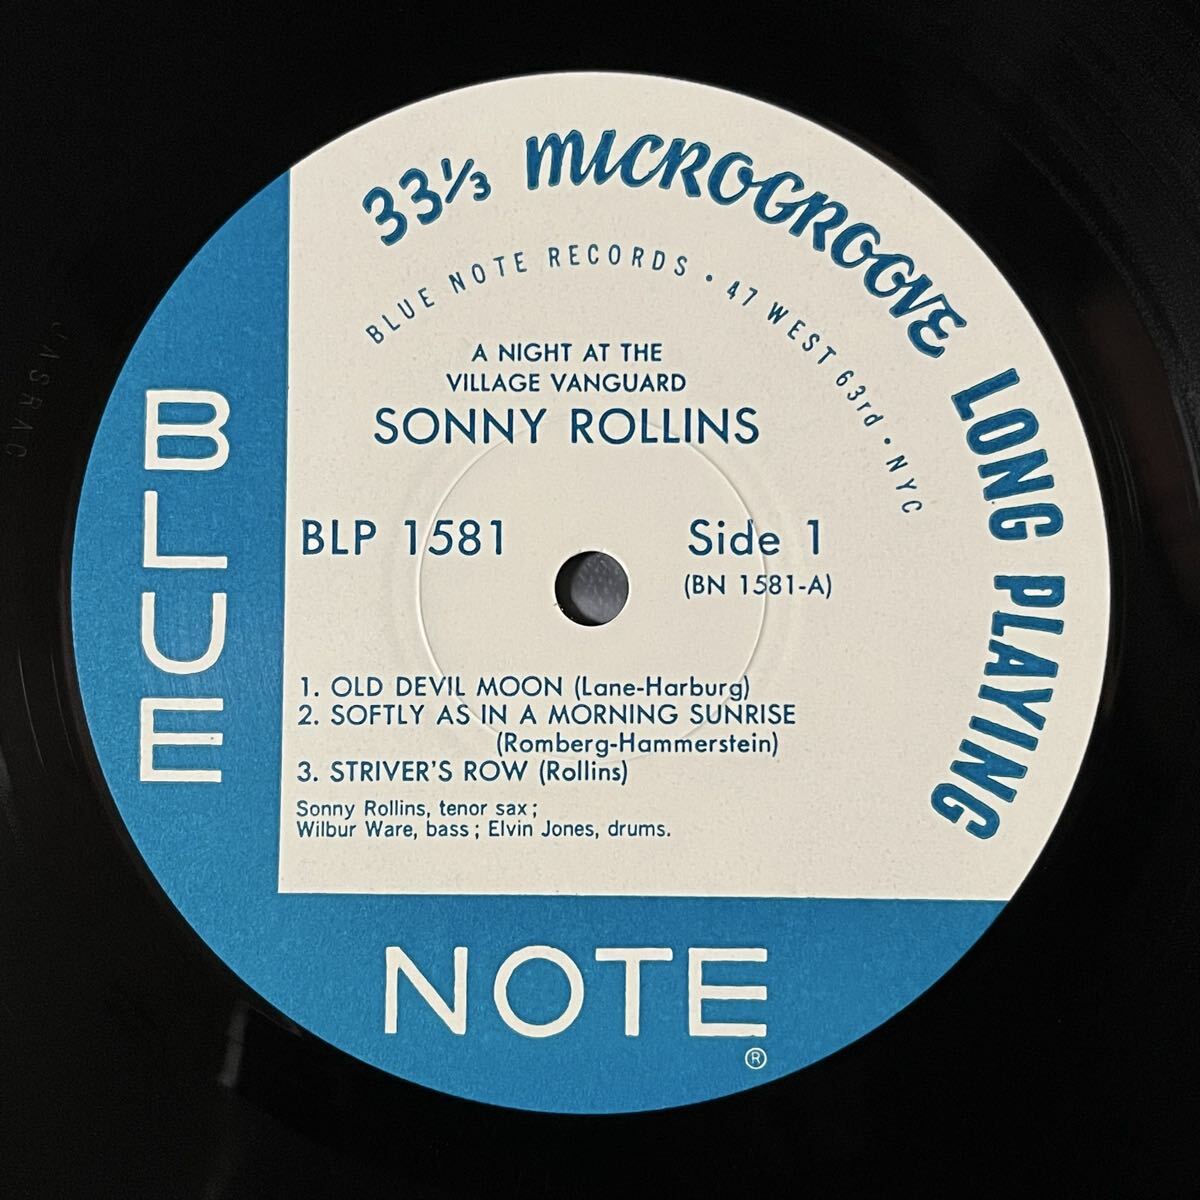 33⅓ MICROGROOVE LONG PLAYING
BLUE NOTE RECORDS • 47 WEST 63rd • NYC
A NIGHT AT THE
VILLAGE VANGUARD
SONNY ROLLINS
BLP 1581
Side 1
(BN 1581-A)
1. OLD DEVIL MOON (Lane-Harburg)
2. SOFTLY AS IN A MORNING SUNRISE
(Romberg-Hammerstein)
3. STRIVER'S ROW (Rollins)
Sonny Rollins, tenor sax;
Wilbur Ware, bass; Elvin Jones, drums.
BLUE
NOTE
®
JASRAC